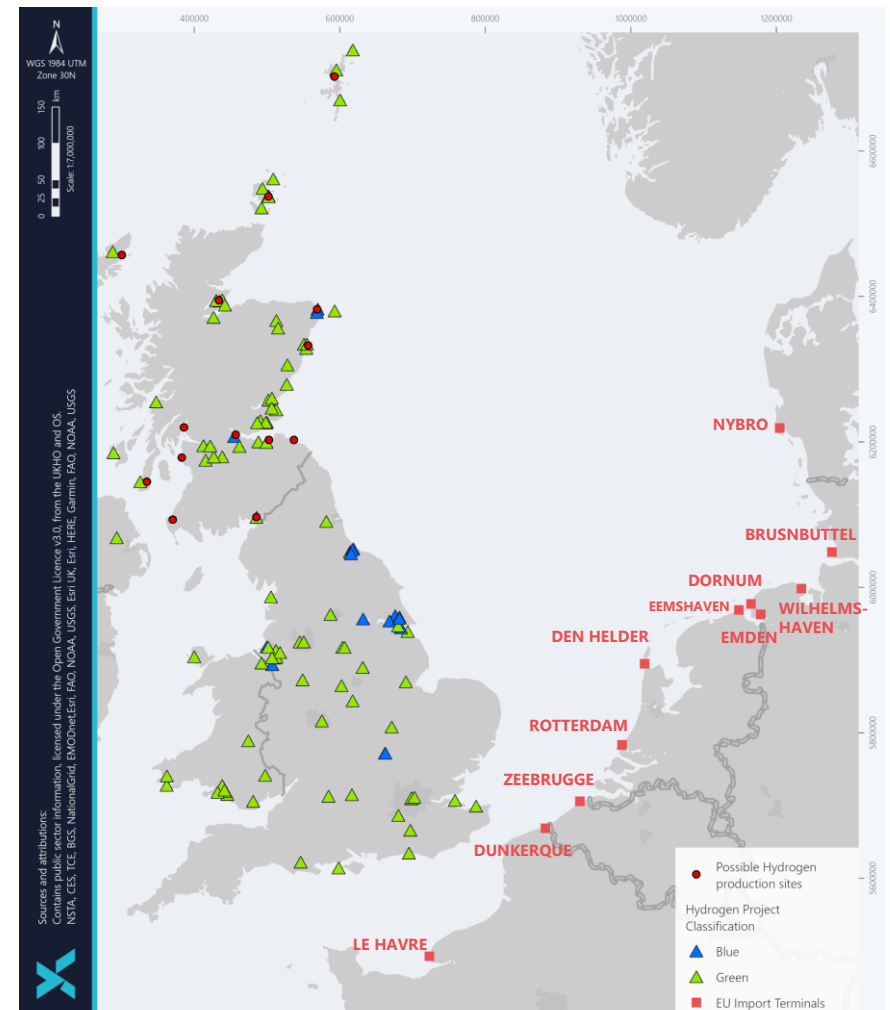 N
WGS 1984 UTM
Zone 30N
0 25 50 100 150 km
Scale: 1:7,000,000
Sources and attributions:
Contains public sector information, licensed under the Open Government Licence v3.0, from the UKHO and OS.
NSTA, CES, TCE, BGS, NationalGrid, EMODnet,Esri, FAO, NOAA, USGS, Esri UK, Esri, HERE, Garmin, FAO, NOAA, USGS
400000 600000 800000 1000000 1200000
6600000
6400000
6200000
6000000
5800000
5600000
NYBRO
BRUSNBUTTEL
DORNUM
EEMSHAVEN
WILHELMS-
HAVEN
EMDEN
DEN HELDER
ROTTERDAM
ZEEBRUGGE
DUNKERQUE
LE HAVRE
Possible Hydrogen
production sites
Hydrogen Project
Classification
Blue
Green
EU Import Terminals